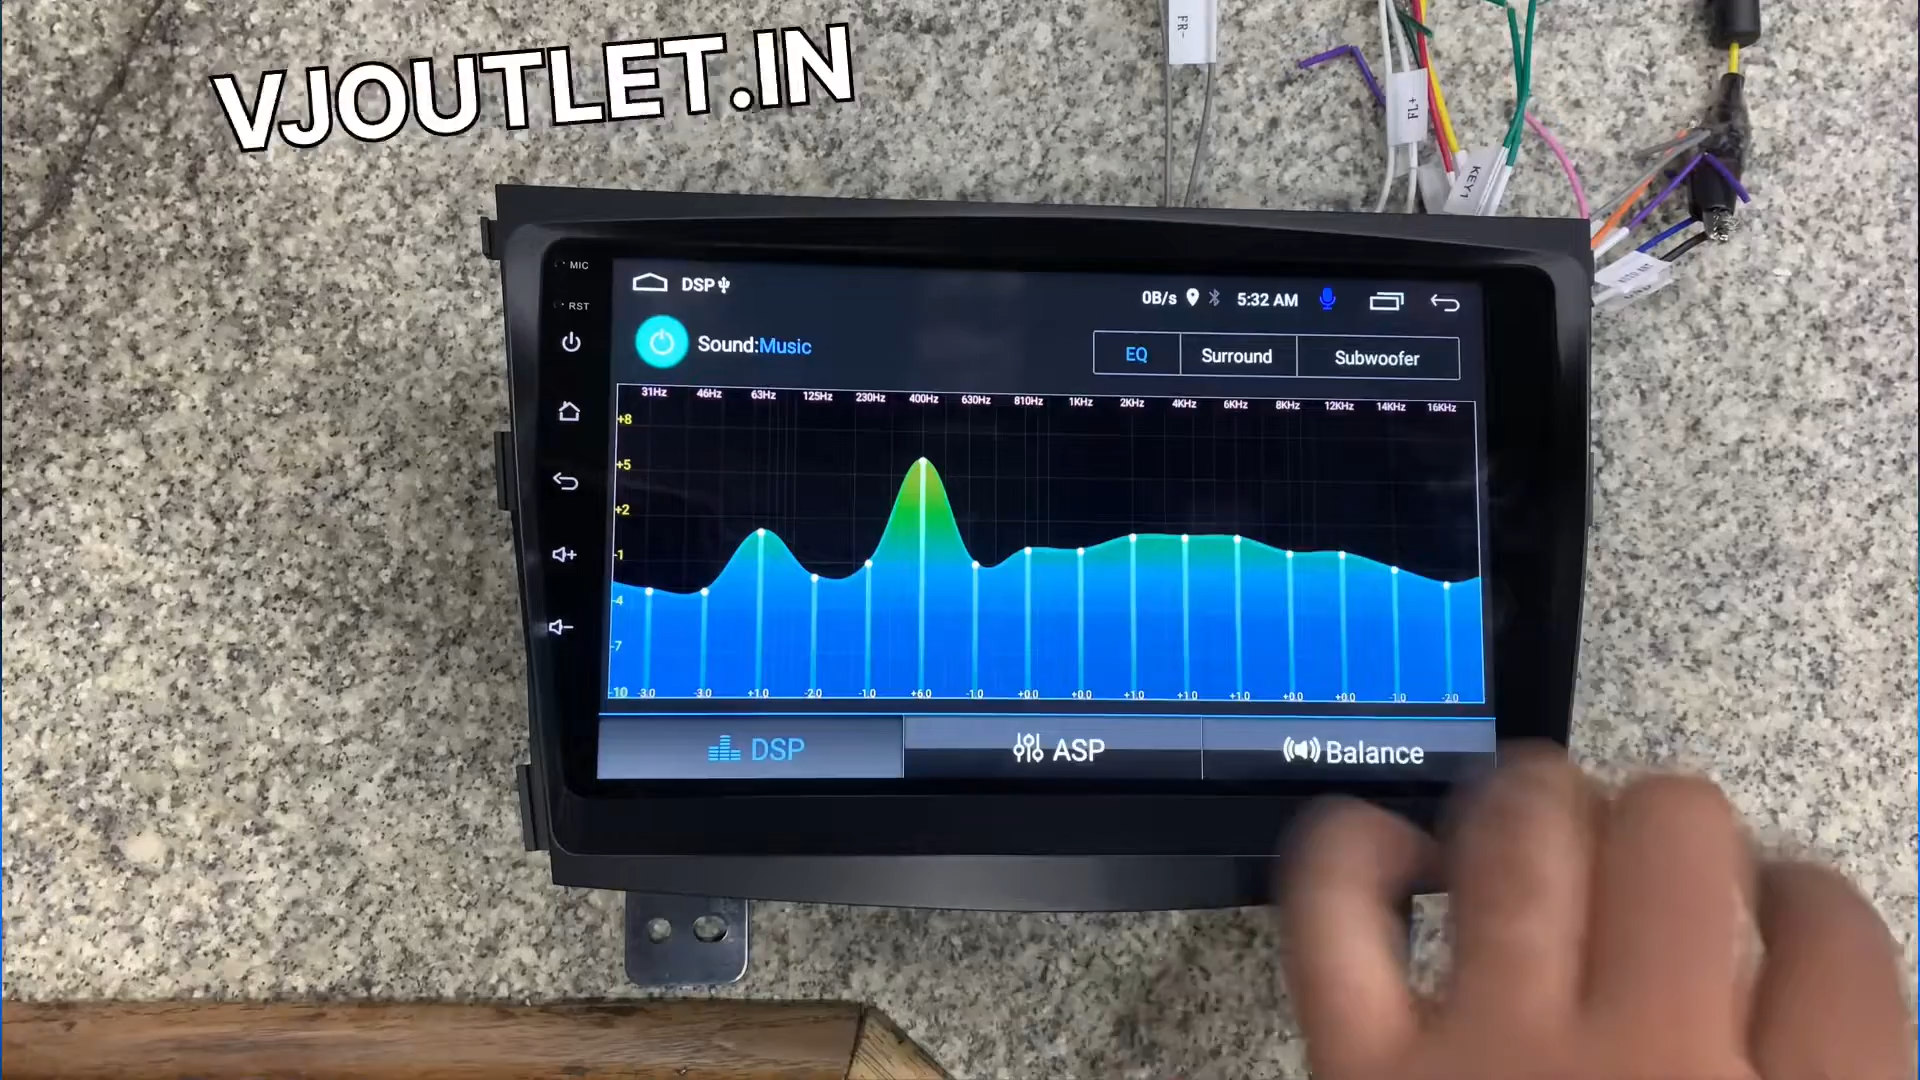 VJOUTLET.IN
FR-
FL+
KEY1
MIC
RST
DSP
0B/s
5:32 AM
Sound:Music
EQ
Surround
Subwoofer
31Hz 46Hz 63Hz 125Hz 230Hz 400Hz 630Hz 810Hz 1KHz 2KHz 4KHz 6KHz 8KHz 12KHz 14KHz 16KHz
+8
+5
+2
-1
-4
-7
-10 -3.0 -3.0 +1.0 -2.0 -1.0 +6.0 -1.0 +0.0 +0.0 +1.0 +1.0 +1.0 +0.0 +0.0 -1.0 -2.0
DSP
ASP
Balance